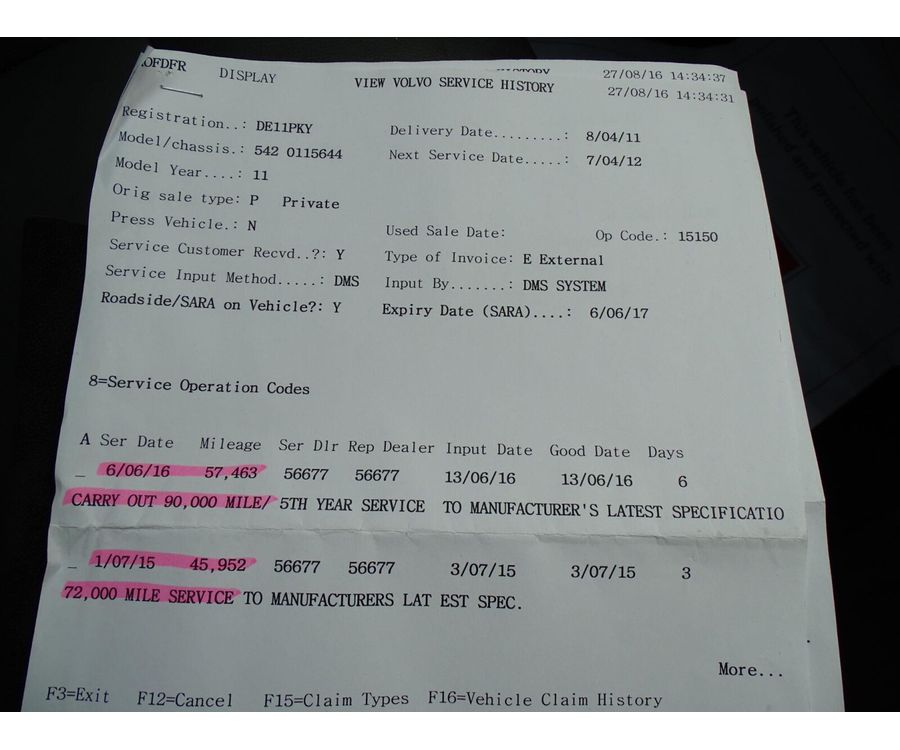 OFDFR DISPLAY 27/08/16 14:34:37
VIEW VOLVO SERVICE HISTORY 27/08/16 14:34:31
Registration..: DE11PKY Delivery Date.........: 8/04/11
Model/chassis.: 542 0115644 Next Service Date.....: 7/04/12
Model Year....: 11
Orig sale type: P Private
Press Vehicle.: N Used Sale Date: Op Code.: 15150
Service Customer Recvd..?: Y Type of Invoice: E External
Service Input Method.....: DMS Input By.......: DMS SYSTEM
Roadside/SARA on Vehicle?: Y Expiry Date (SARA)....: 6/06/17
8=Service Operation Codes
A Ser Date Mileage Ser Dlr Rep Dealer Input Date Good Date Days
_ 6/06/16 57,463 56677 56677 13/06/16 13/06/16 6
CARRY OUT 90,000 MILE/ 5TH YEAR SERVICE TO MANUFACTURER'S LATEST SPECIFICATIO
_ 1/07/15 45,952 56677 56677 3/07/15 3/07/15 3
72,000 MILE SERVICE TO MANUFACTURERS LAT EST SPEC.
More...
F3=Exit F12=Cancel F15=Claim Types F16=Vehicle Claim History